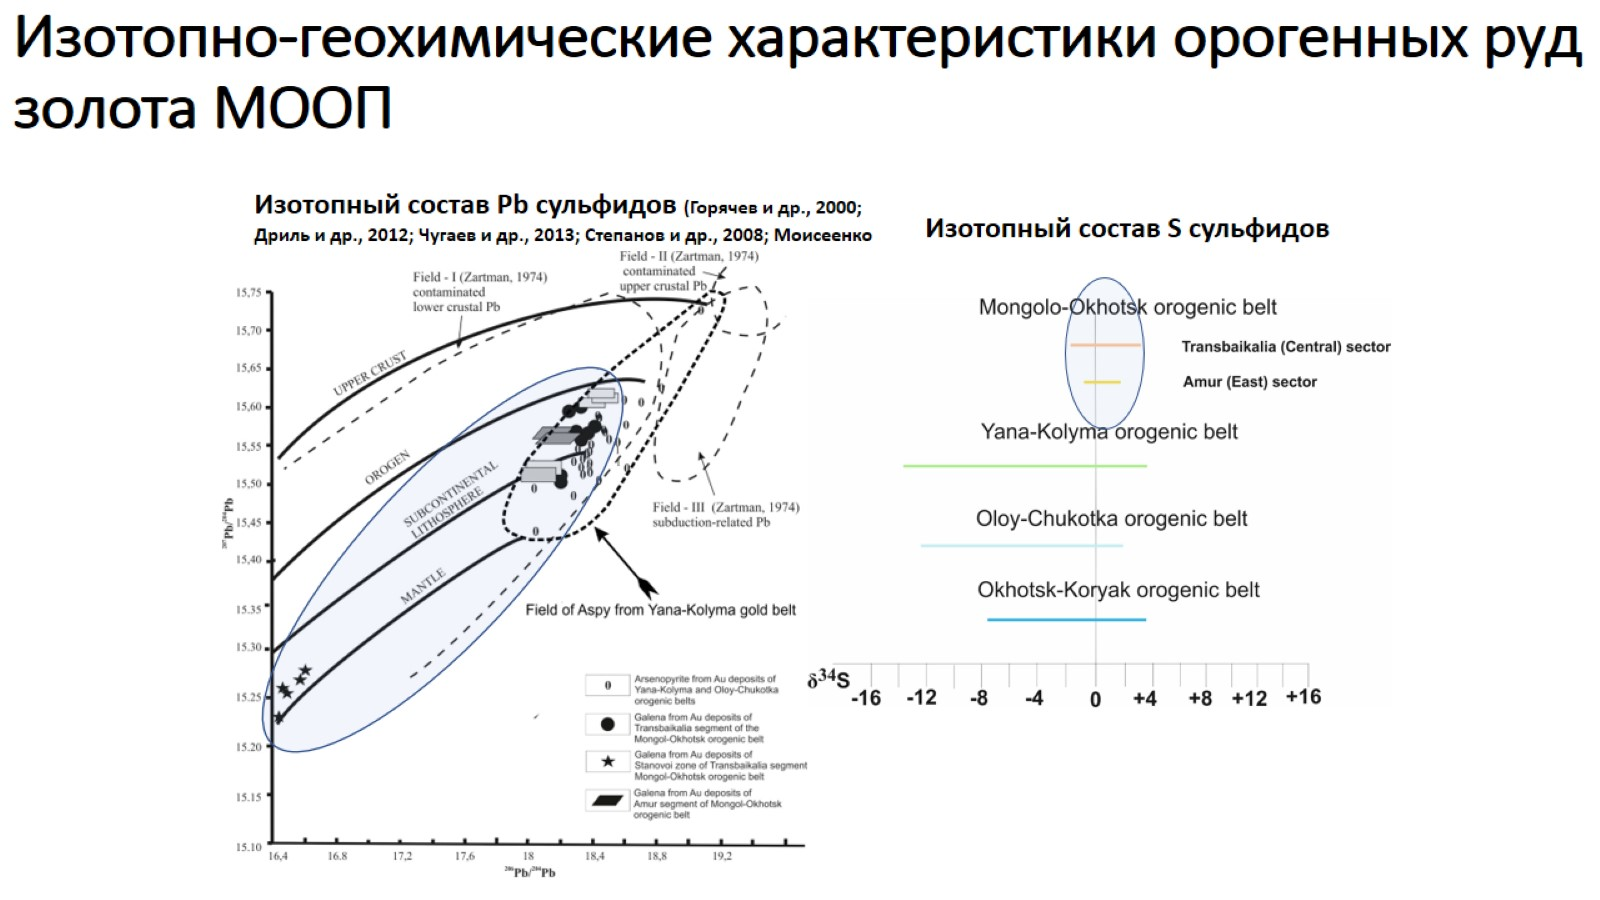 Изотопно-геохимические характеристики орогенных руд
золота МООП
Изотопный состав Pb сульфидов (Горячев и др., 2000;
Дриль и др., 2012; Чугаев и др., 2013; Степанов и др., 2008; Моисеенко
Field - II (Zartman, 1974)
contaminated
upper crustal Pb
Field - I (Zartman, 1974)
contaminated
lower crustal Pb
15,75
15,70
15,65
15,60
15,55
15,50
15,45
15,40
15.35
15.30
15.25
15.20
15.15
15.10
²⁰⁷Pb/²⁰⁴Pb
UPPER CRUST
OROGEN
SUBCONTINENTAL
LITHOSPHERE
MANTLE
Field - III (Zartman, 1974)
subduction-related Pb
Field of Aspy from Yana-Kolyma gold belt
Arsenopyrite from Au deposits of
Yana-Kolyma and Oloy-Chukotka
orogenic belts
Galena from Au deposits of
Transbaikalia segment of the
Mongol-Okhotsk orogenic belt
Galena from Au deposits of
Stanovoi zone of Transbaikalia segment
Mongol-Okhotsk orogenic belt
Galena from Au deposits of
Amur segment of Mongol-Okhotsk
orogenic belt
16,4 16.8 17,2 17,6 18 18,4 18,8 19,2
²⁰⁶Pb/²⁰⁴Pb
Изотопный состав S сульфидов
Mongolo-Okhotsk orogenic belt
Transbaikalia (Central) sector
Amur (East) sector
Yana-Kolyma orogenic belt
Oloy-Chukotka orogenic belt
Okhotsk-Koryak orogenic belt
δ³⁴S
-16 -12 -8 -4 0 +4 +8 +12 +16